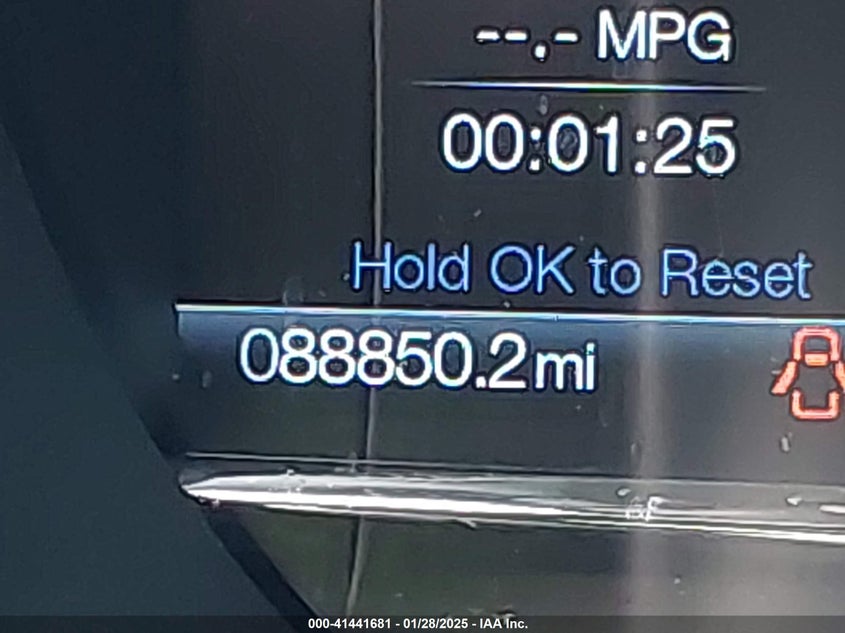 --.- MPG
00:01:25
Hold OK to Reset
088850.2mi
000-41441681 - 01/28/2025 - IAA Inc.